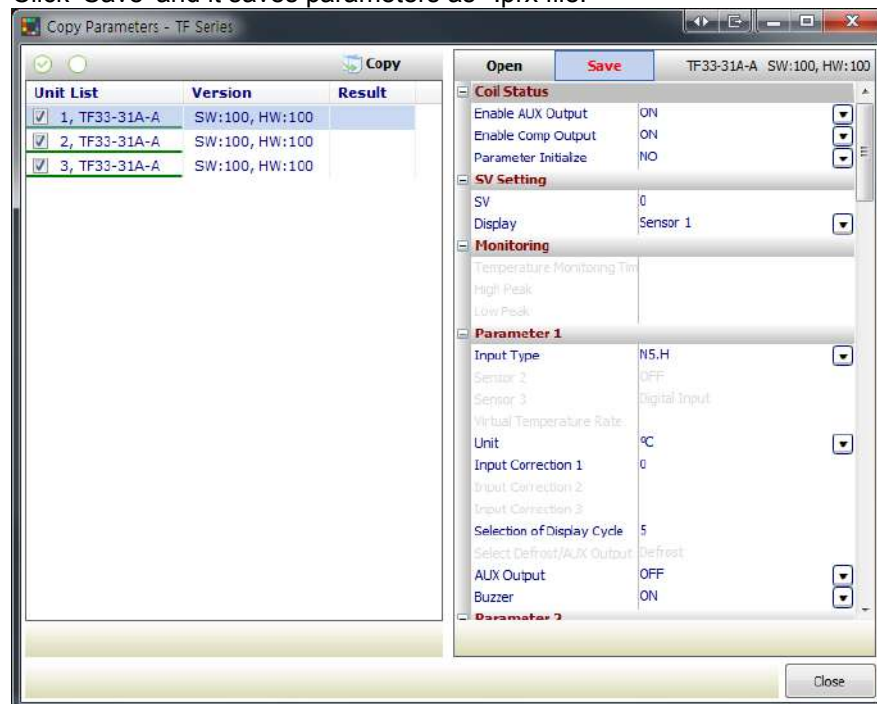 Click 'Save' and it saves parameters as *.prx file.
Copy Parameters - TF Series
Copy
Unit List Version Result
1, TF33-31A-A SW:100, HW:100
2, TF33-31A-A SW:100, HW:100
3, TF33-31A-A SW:100, HW:100
Open Save TF33-31A-A SW:100, HW:100
Coil Status
Enable AUX Output ON
Enable Comp Output ON
Parameter Initialize NO
SV Setting
SV 0
Display Sensor 1
Monitoring
Temperature Monitoring Tim
High Peak
Low Peak
Parameter 1
Input Type N5.H
Sensor 2 OFF
Sensor 3 Digital Input
Virtual Temperature Rate
Unit ºC
Input Correction 1 0
Input Correction 2
Input Correction 3
Selection of Display Cycle 5
Select Defrost/AUX Output Defrost
AUX Output OFF
Buzzer ON
Parameter 2
Close